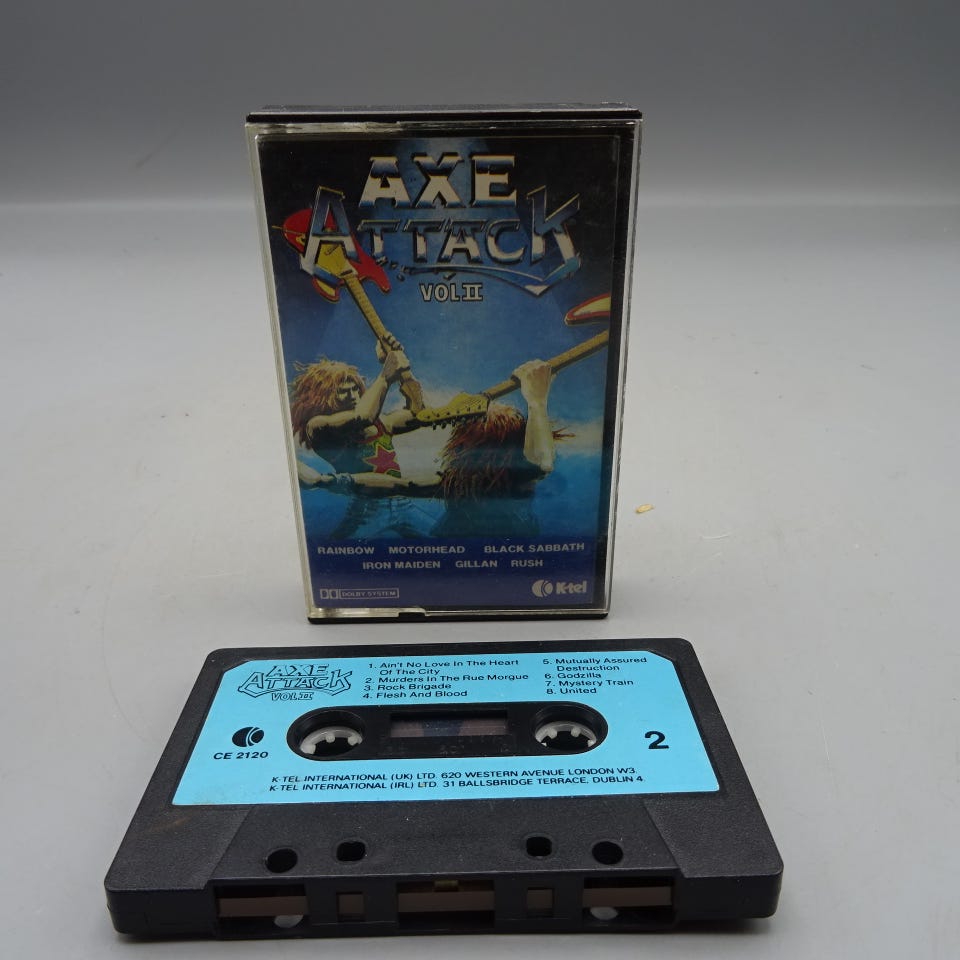 AXE
ATTACK
VOL II
RAINBOW MOTORHEAD BLACK SABBATH
IRON MAIDEN GILLAN RUSH
DOLBY SYSTEM
K-tel
AXE
ATTACK
VOL II
1. Ain't No Love In The Heart
Of The City
2. Murders In The Rue Morgue
3. Rock Brigade
4. Flesh And Blood
5. Mutually Assured
Destruction
6. Godzilla
7. Mystery Train
8. United
CE 2120
2
K-TEL INTERNATIONAL (UK) LTD. 620 WESTERN AVENUE LONDON W3.
K-TEL INTERNATIONAL (IRL) LTD. 31 BALLSBRIDGE TERRACE, DUBLIN 4.